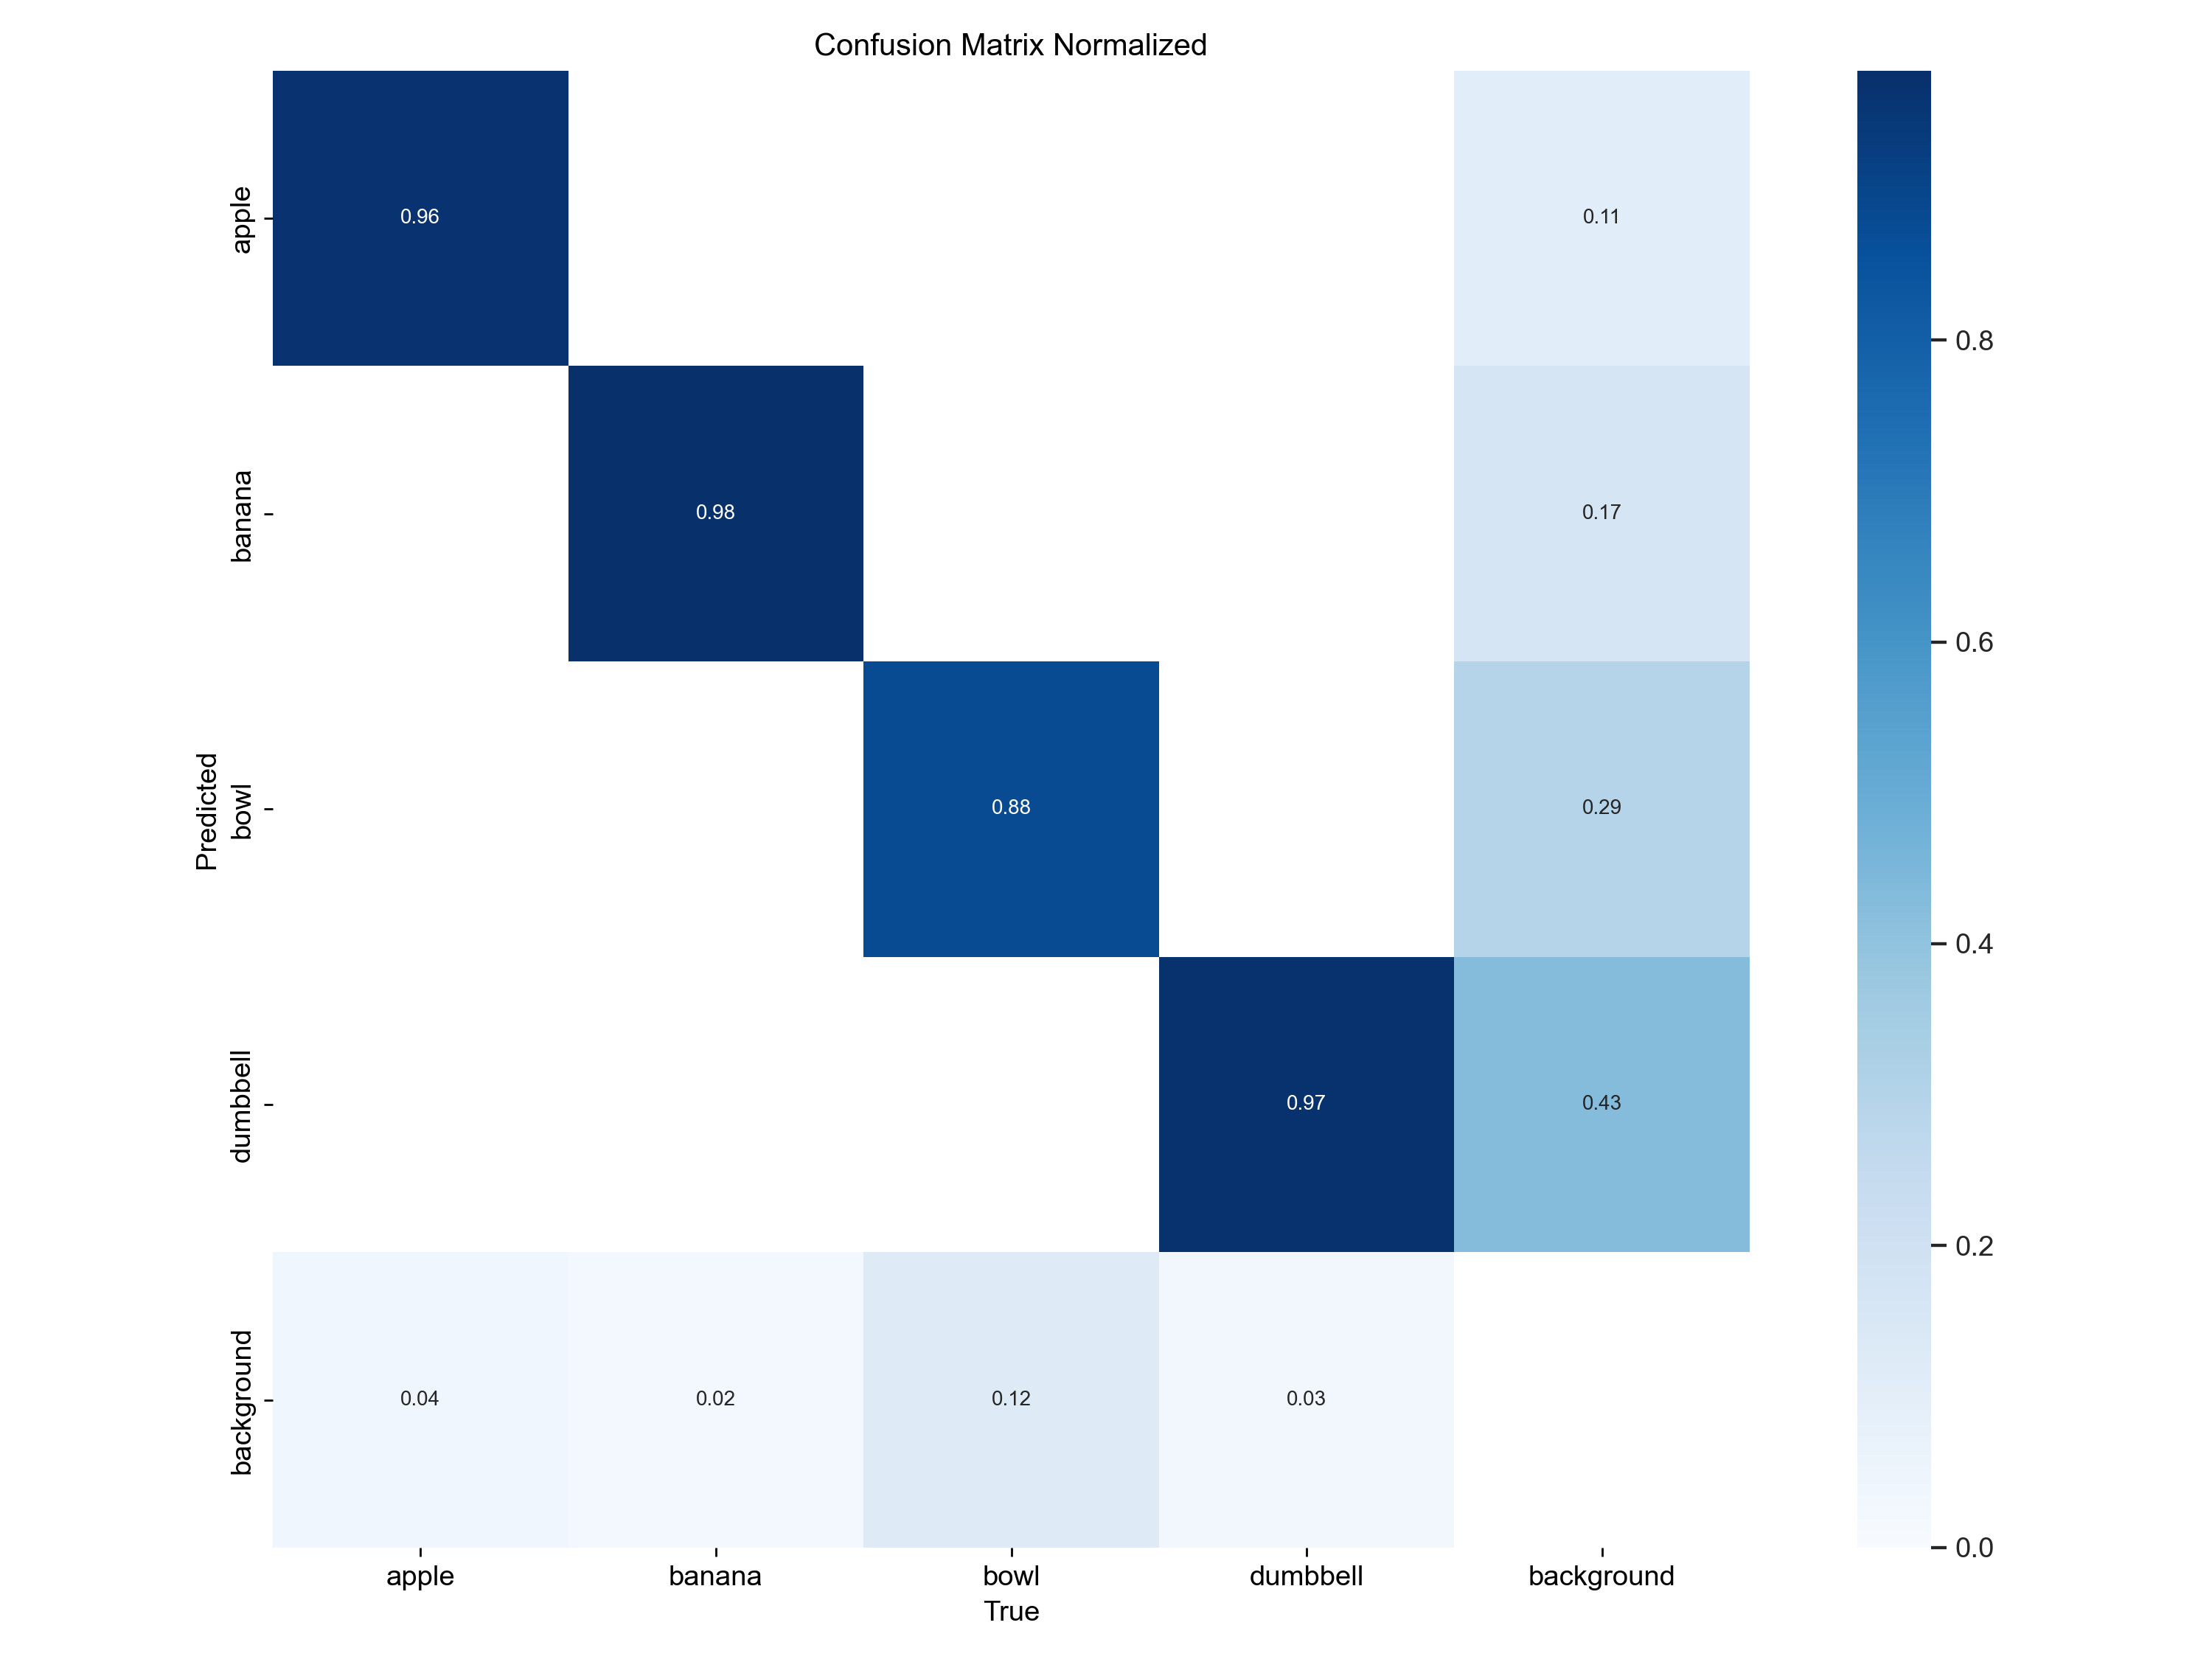 Confusion Matrix Normalized
apple
0.96
0.11
banana
0.98
0.17
bowl
0.88
0.29
dumbbell
0.97
0.43
background
0.04
0.02
0.12
0.03
Predicted
apple
banana
bowl
dumbbell
background
True
0.8
0.6
0.4
0.2
0.0